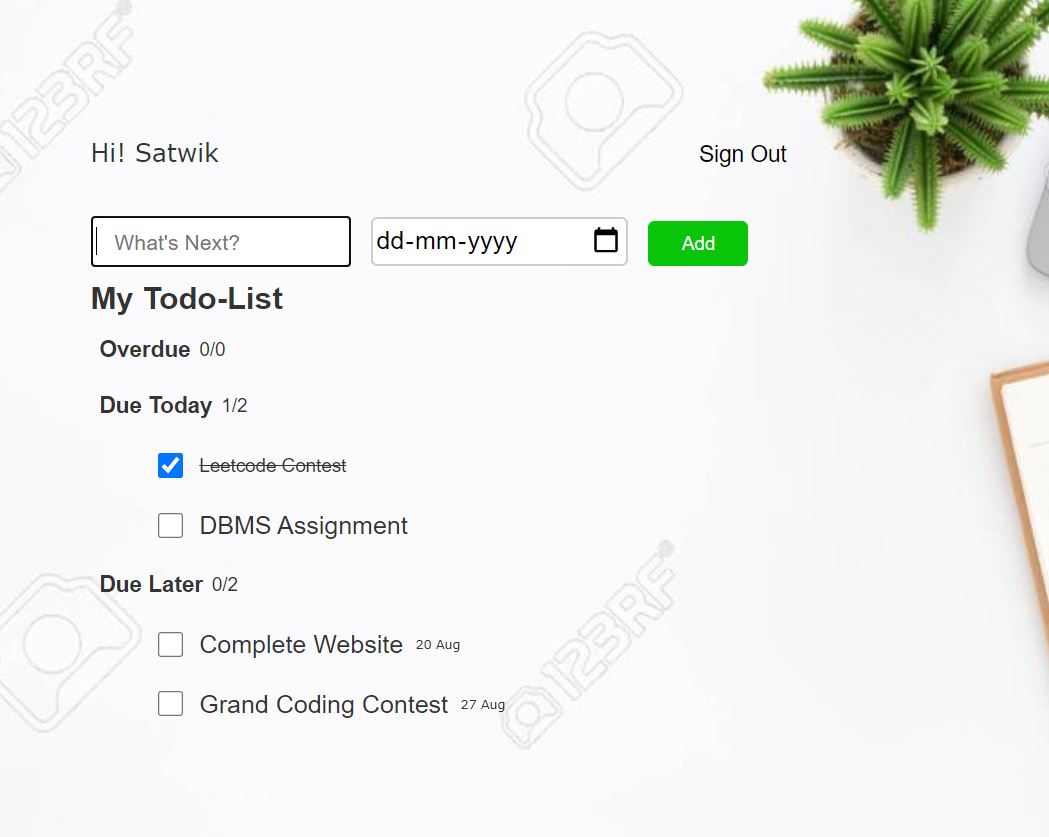 123RF
Hi! Satwik
Sign Out
What's Next?
dd-mm-yyyy
Add
My Todo-List
Overdue 0/0
Due Today 1/2
Leetcode Contest
DBMS Assignment
Due Later 0/2
Complete Website 20 Aug
Grand Coding Contest 27 Aug
123RF